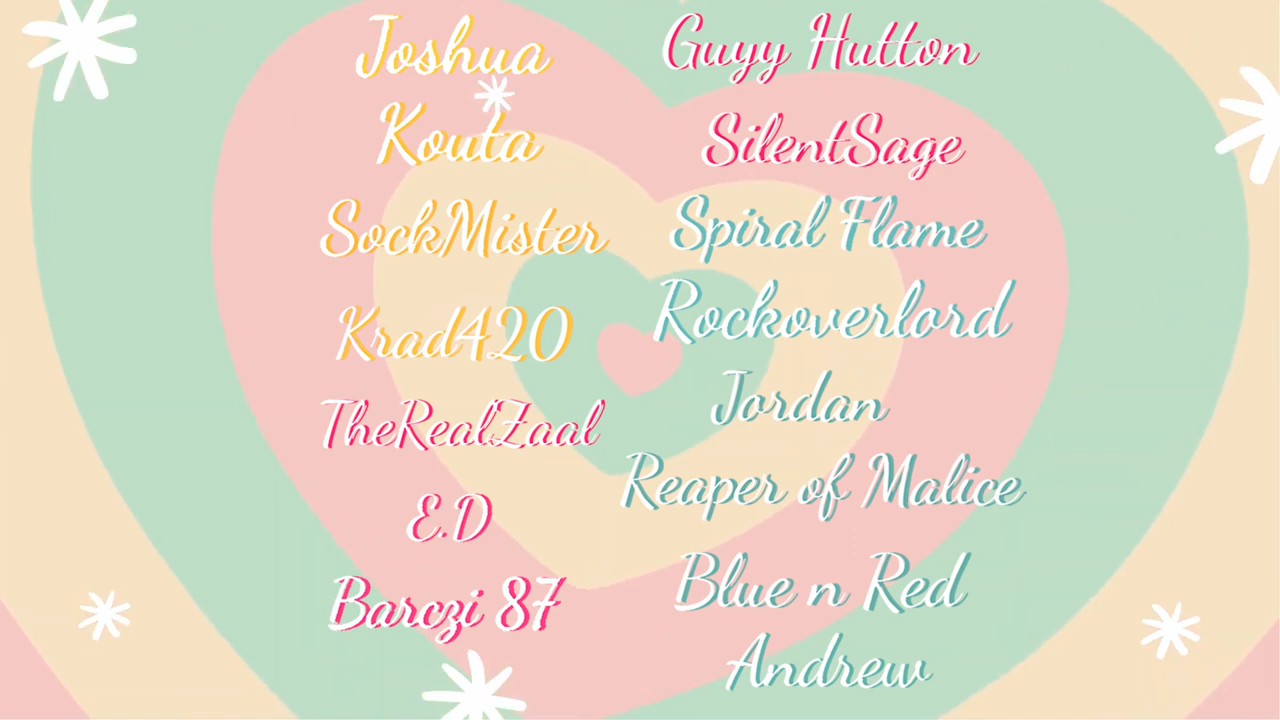 Joshua
Kouta
SockMister
Krad420
TheRealZaal
E.D
Barczi 87
Guyy Hutton
SilentSage
Spiral Flame
Rockoverlord
Jordan
Reaper of Malice
Blue n Red
Andrew